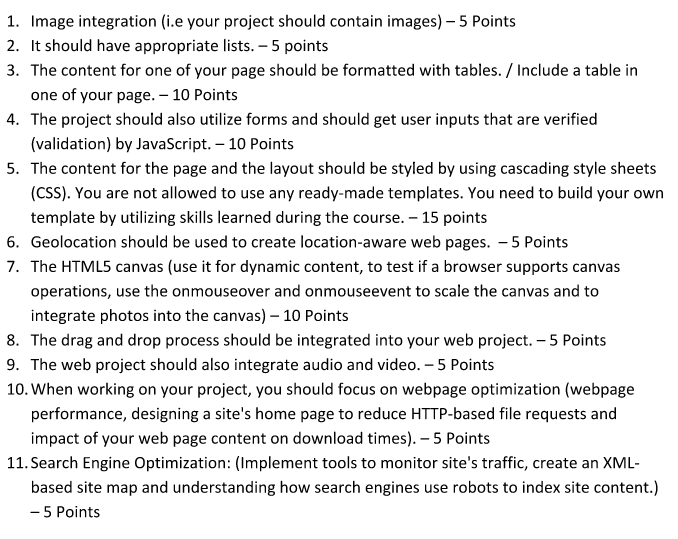 1. Image integration (i.e your project should contain images) – 5 Points
2. It should have appropriate lists. – 5 points
3. The content for one of your page should be formatted with tables. / Include a table in
one of your page. – 10 Points
4. The project should also utilize forms and should get user inputs that are verified
(validation) by JavaScript. – 10 Points
5. The content for the page and the layout should be styled by using cascading style sheets
(CSS). You are not allowed to use any ready-made templates. You need to build your own
template by utilizing skills learned during the course. – 15 points
6. Geolocation should be used to create location-aware web pages. – 5 Points
7. The HTML5 canvas (use it for dynamic content, to test if a browser supports canvas
operations, use the onmouseover and onmouseevent to scale the canvas and to
integrate photos into the canvas) – 10 Points
8. The drag and drop process should be integrated into your web project. – 5 Points
9. The web project should also integrate audio and video. – 5 Points
10. When working on your project, you should focus on webpage optimization (webpage
performance, designing a site's home page to reduce HTTP-based file requests and
impact of your web page content on download times). – 5 Points
11. Search Engine Optimization: (Implement tools to monitor site's traffic, create an XML-
based site map and understanding how search engines use robots to index site content.)
– 5 Points